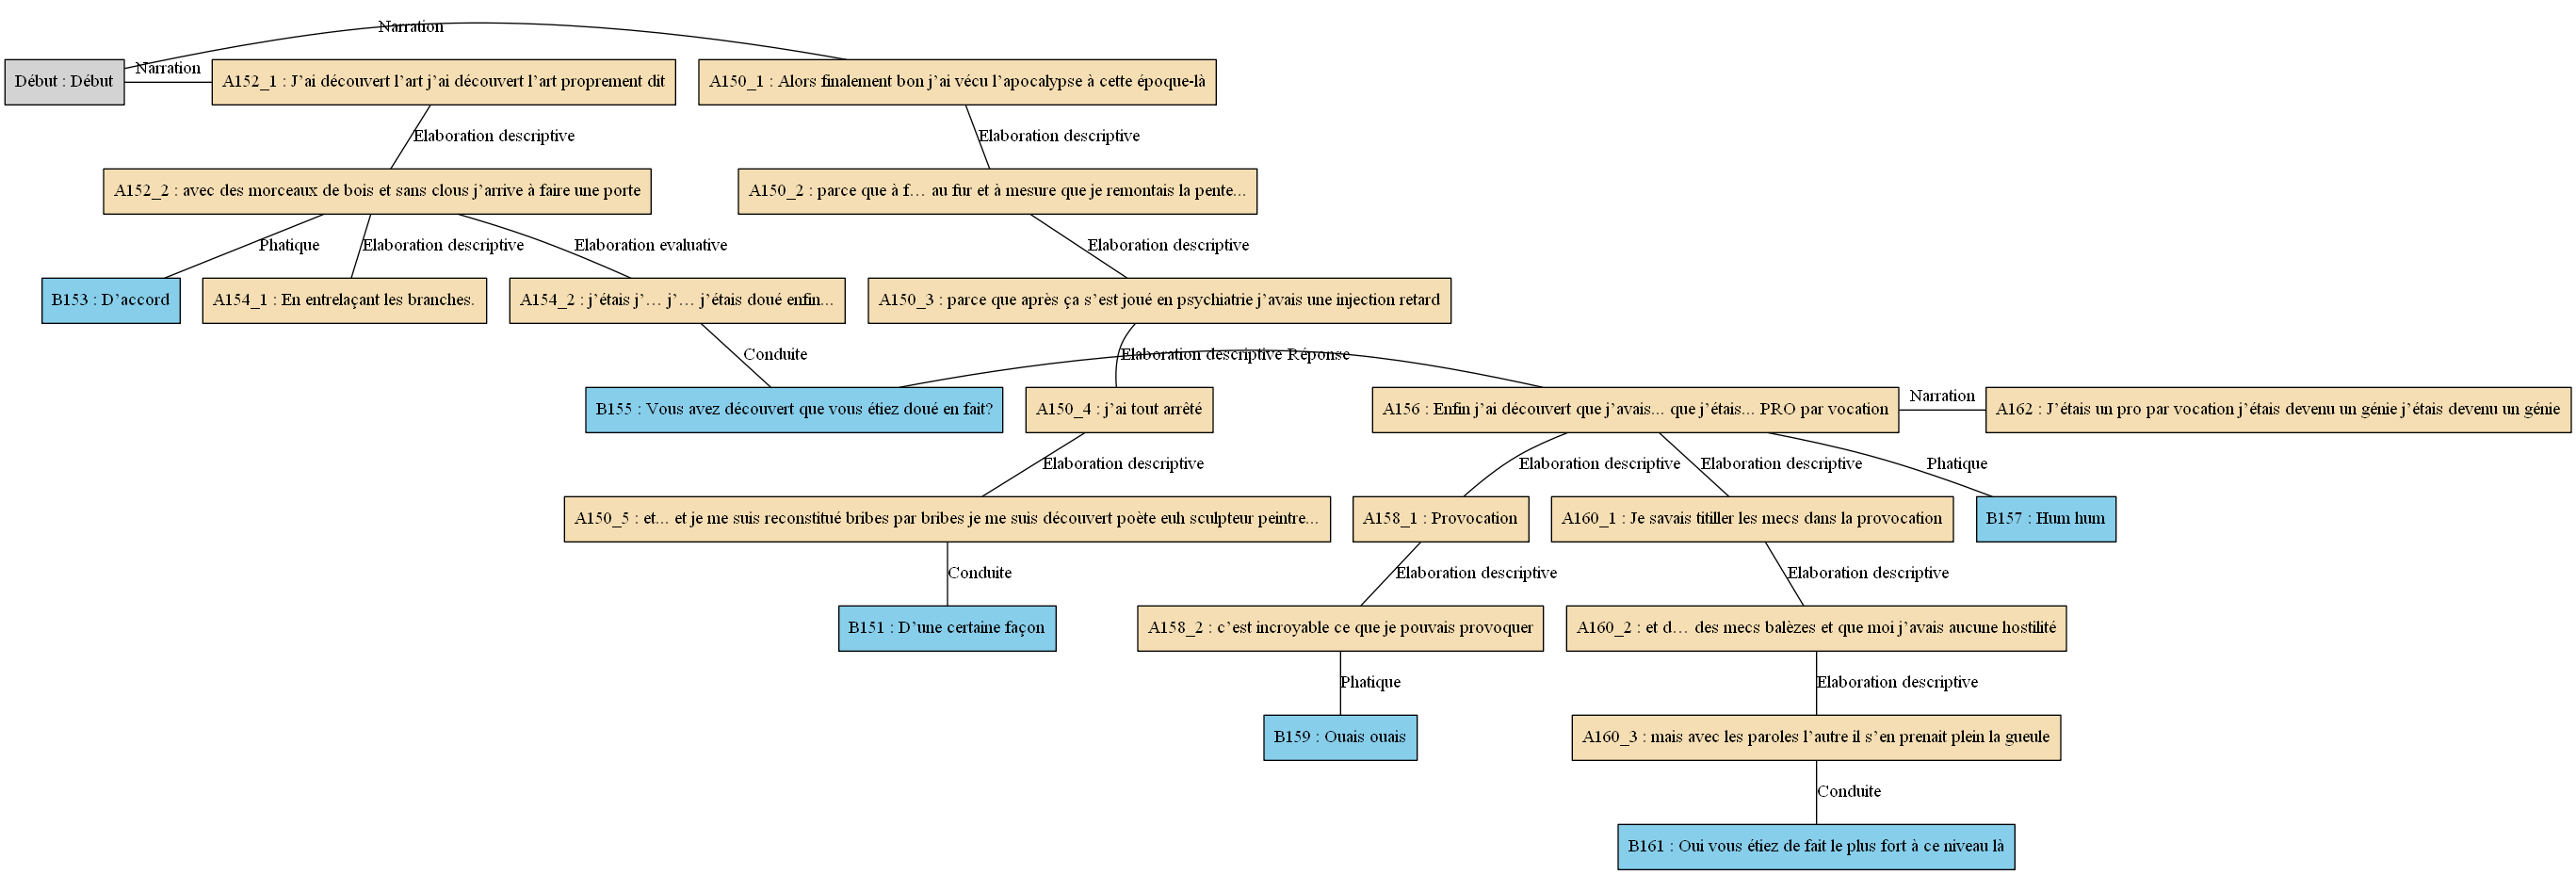 Narration
Début : Début
Narration
A152_1 : J’ai découvert l’art j’ai découvert l’art proprement dit
A150_1 : Alors finalement bon j’ai vécu l’apocalypse à cette époque-là
Elaboration descriptive
Elaboration descriptive
A152_2 : avec des morceaux de bois et sans clous j’arrive à faire une porte
A150_2 : parce que à f… au fur et à mesure que je remontais la pente...
Phatique
Elaboration descriptive
Elaboration evaluative
Elaboration descriptive
B153 : D’accord
A154_1 : En entrelaçant les branches.
A154_2 : j’étais j’… j’… j’étais doué enfin...
A150_3 : parce que après ça s’est joué en psychiatrie j’avais une injection retard
Conduite
Elaboration descriptive
Réponse
B155 : Vous avez découvert que vous étiez doué en fait?
A150_4 : j’ai tout arrêté
A156 : Enfin j’ai découvert que j’avais... que j’étais... PRO par vocation
Narration
A162 : J’étais un pro par vocation j’étais devenu un génie j’étais devenu un génie
Elaboration descriptive
Elaboration descriptive
Elaboration descriptive
Phatique
A150_5 : et... et je me suis reconstitué bribes par bribes je me suis découvert poète euh sculpteur peintre...
A158_1 : Provocation
A160_1 : Je savais titiller les mecs dans la provocation
B157 : Hum hum
Conduite
Elaboration descriptive
Elaboration descriptive
B151 : D’une certaine façon
A158_2 : c’est incroyable ce que je pouvais provoquer
A160_2 : et d… des mecs balèzes et que moi j’avais aucune hostilité
Phatique
Elaboration descriptive
B159 : Ouais ouais
A160_3 : mais avec les paroles l’autre il s’en prenait plein la gueule
Conduite
B161 : Oui vous étiez de fait le plus fort à ce niveau là